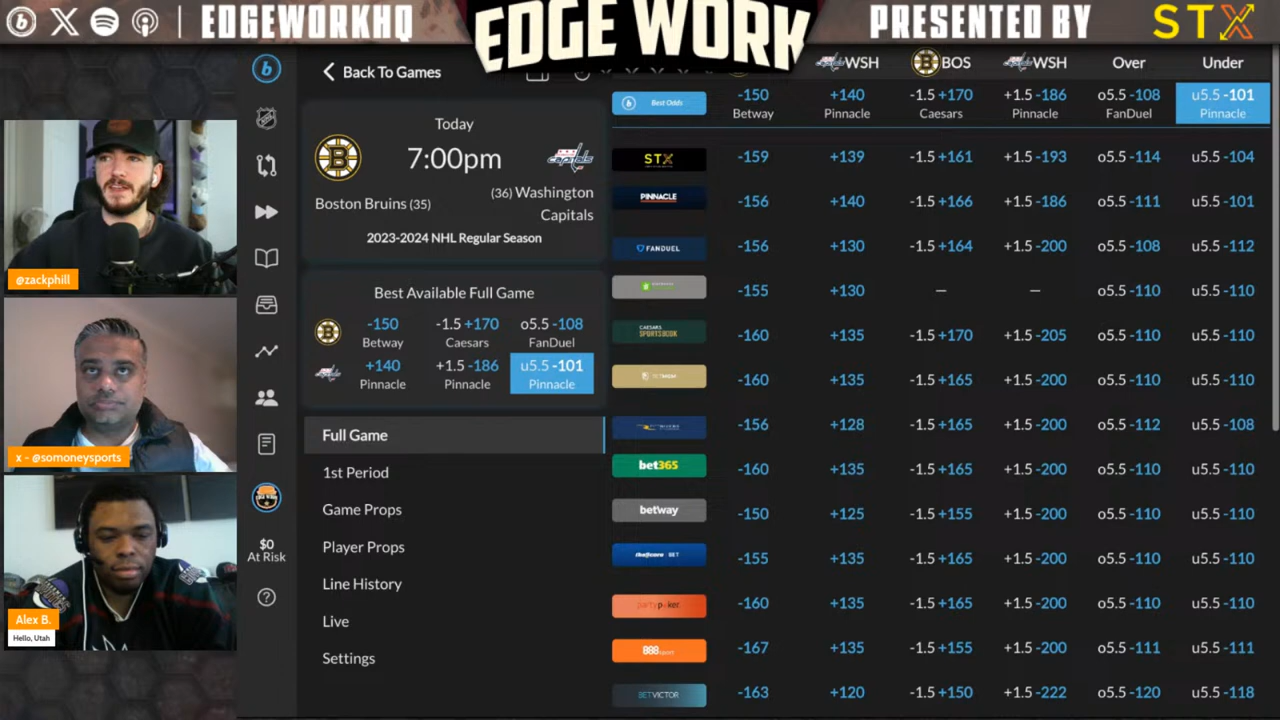 EDGEWORKHQ
EDGE WORK
PRESENTED BY
STX
Back To Games
Today
7:00pm
Boston Bruins (35)
(36) Washington
Capitals
2023-2024 NHL Regular Season
Best Available Full Game
-150 -1.5 +170 o5.5 -108
Betway Caesars FanDuel
+140 +1.5 -186 u5.5 -101
Pinnacle Pinnacle Pinnacle
Full Game
1st Period
Game Props
Player Props
Line History
Live
Settings
$0
At Risk
@zackphill
x - @somoneysports
Alex B.
Hello, Utah
WSH BOS WSH Over Under
Best Odds -150 +140 -1.5 +170 +1.5 -186 o5.5 -108 u5.5 -101
Betway Pinnacle Caesars Pinnacle FanDuel Pinnacle
STX -159 +139 -1.5 +161 +1.5 -193 o5.5 -114 u5.5 -104
PINNACLE -156 +140 -1.5 +166 +1.5 -186 o5.5 -111 u5.5 -101
FANDUEL -156 +130 -1.5 +164 +1.5 -200 o5.5 -108 u5.5 -112
-155 +130 — — o5.5 -110 u5.5 -110
CAESARS
SPORTSBOOK -160 +135 -1.5 +170 +1.5 -205 o5.5 -110 u5.5 -110
-160 +135 -1.5 +165 +1.5 -200 o5.5 -110 u5.5 -110
-156 +128 -1.5 +165 +1.5 -200 o5.5 -112 u5.5 -108
bet365 -160 +135 -1.5 +165 +1.5 -200 o5.5 -110 u5.5 -110
betway -150 +125 -1.5 +155 +1.5 -200 o5.5 -110 u5.5 -110
theScore BET -155 +135 -1.5 +165 +1.5 -200 o5.5 -110 u5.5 -110
partypoker -160 +135 -1.5 +165 +1.5 -200 o5.5 -110 u5.5 -110
888sport -167 +135 -1.5 +155 +1.5 -200 o5.5 -111 u5.5 -111
BETVICTOR -163 +120 -1.5 +150 +1.5 -222 o5.5 -120 u5.5 -118